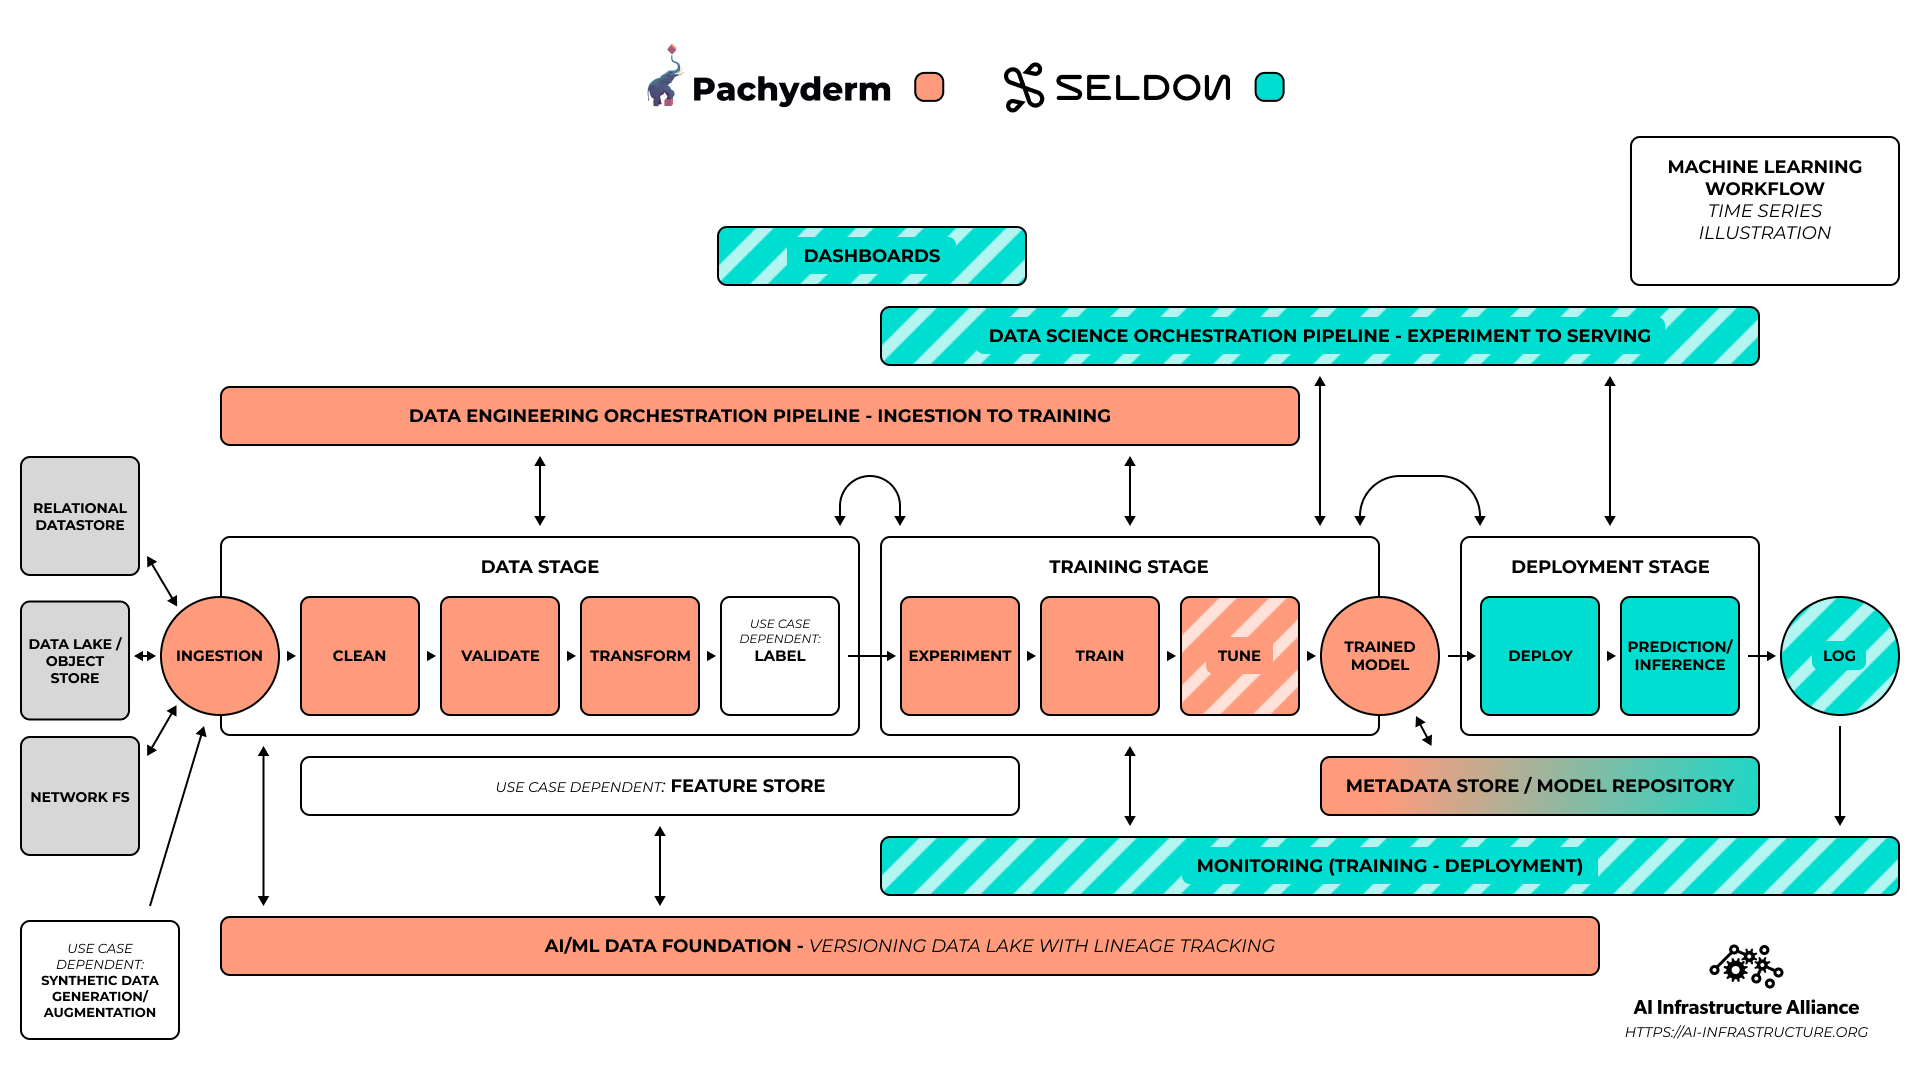 Pachyderm
SELDON
MACHINE LEARNING
WORKFLOW
TIME SERIES
ILLUSTRATION
DASHBOARDS
DATA SCIENCE ORCHESTRATION PIPELINE - EXPERIMENT TO SERVING
DATA ENGINEERING ORCHESTRATION PIPELINE - INGESTION TO TRAINING
RELATIONAL
DATASTORE
DATA LAKE /
OBJECT
STORE
NETWORK FS
INGESTION
DATA STAGE
CLEAN
VALIDATE
TRANSFORM
USE CASE
DEPENDENT:
LABEL
TRAINING STAGE
EXPERIMENT
TRAIN
TUNE
TRAINED
MODEL
DEPLOYMENT STAGE
DEPLOY
PREDICTION/
INFERENCE
LOG
USE CASE DEPENDENT: FEATURE STORE
METADATA STORE / MODEL REPOSITORY
MONITORING (TRAINING - DEPLOYMENT)
AI/ML DATA FOUNDATION - VERSIONING DATA LAKE WITH LINEAGE TRACKING
USE CASE
DEPENDENT:
SYNTHETIC DATA
GENERATION/
AUGMENTATION
AI Infrastructure Alliance
HTTPS://AI-INFRASTRUCTURE.ORG